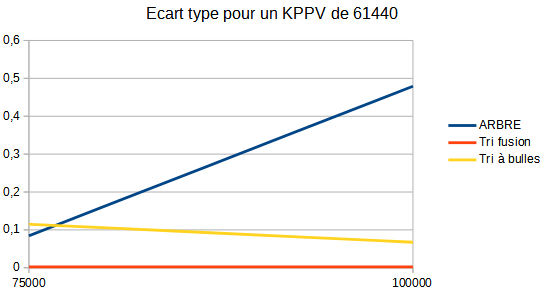 Ecart type pour un KPPV de 61440
0,6
0,5
0,4
0,3
0,2
0,1
0
75000
100000
ARBRE
Tri fusion
Tri à bulles